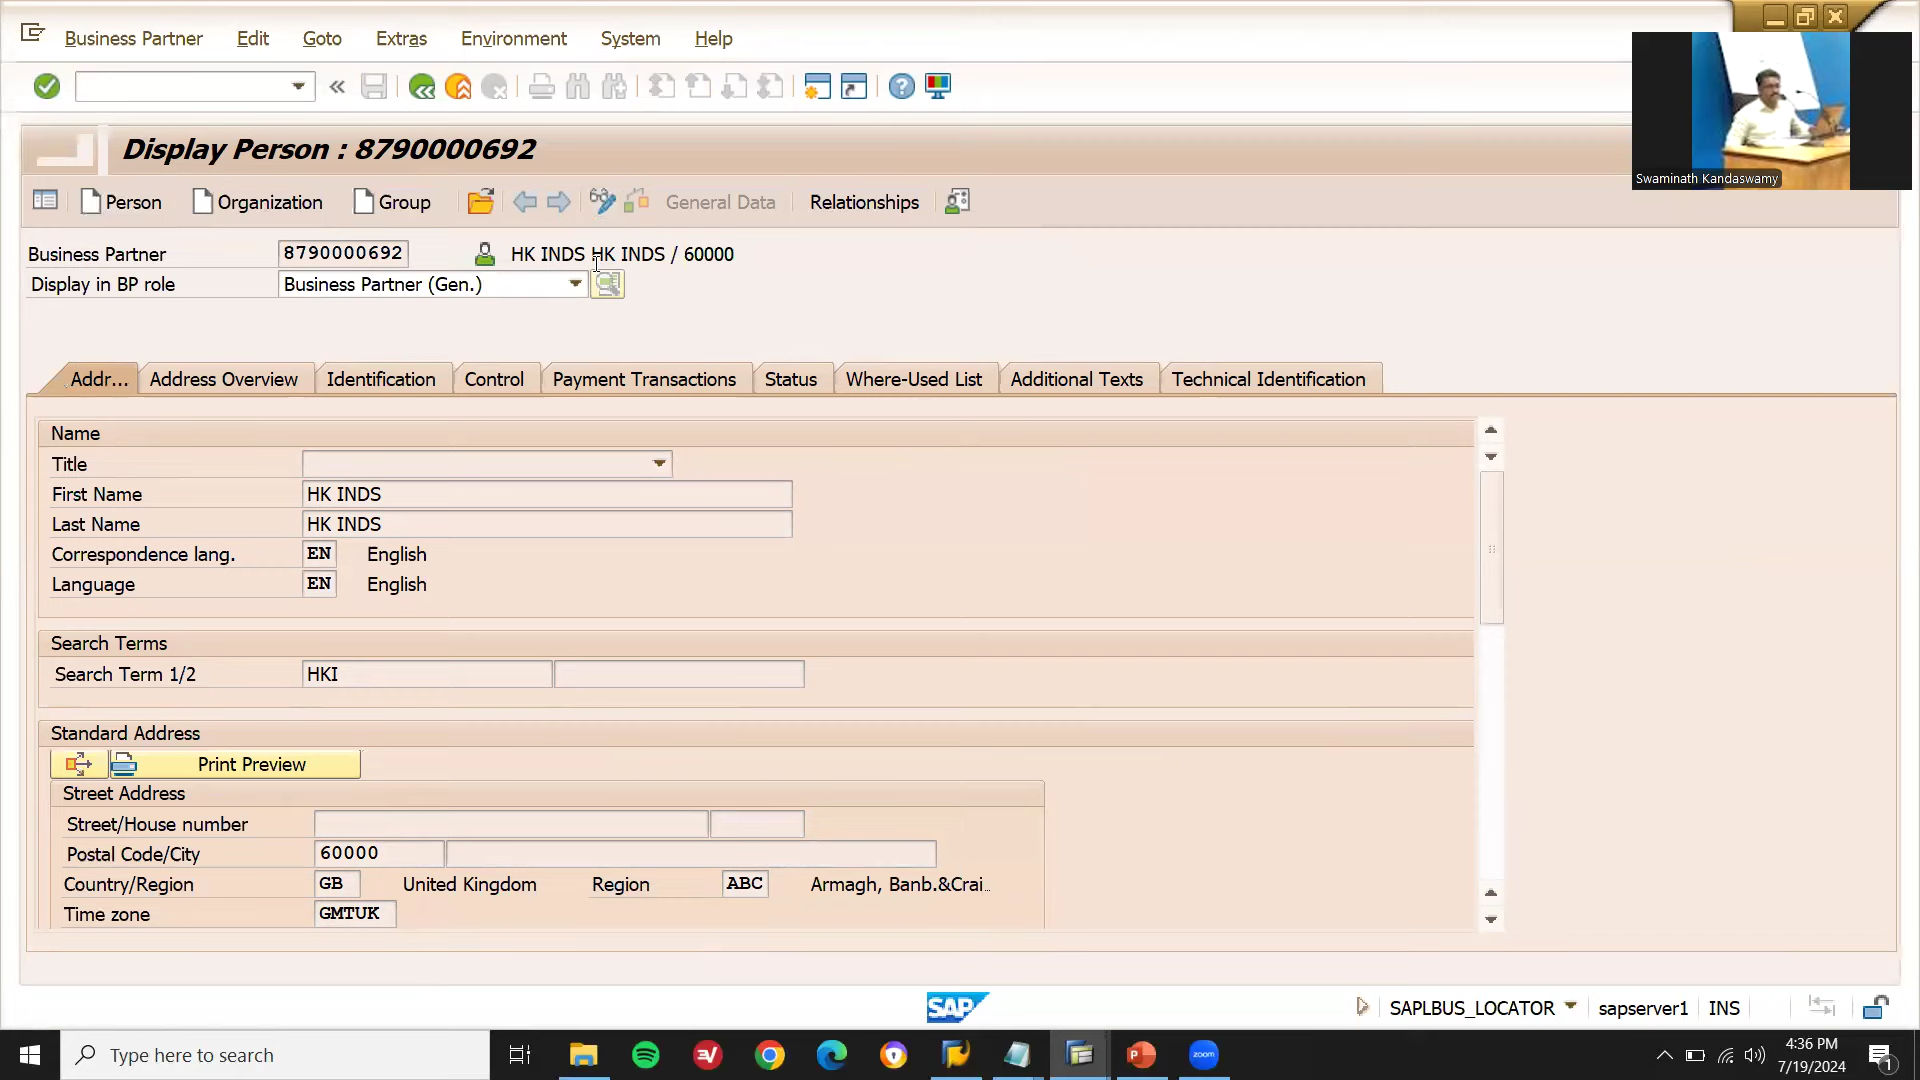 Business Partner Edit Goto Extras Environment System Help
Swaminath Kandaswamy
Display Person : 8790000692
Person Organization Group General Data Relationships
Business Partner 8790000692 HK INDS HK INDS / 60000
Display in BP role Business Partner (Gen.)
Addr... Address Overview Identification Control Payment Transactions Status Where-Used List Additional Texts Technical Identification
Name
Title
First Name HK INDS
Last Name HK INDS
Correspondence lang. EN English
Language EN English
Search Terms
Search Term 1/2 HKI
Standard Address
Print Preview
Street Address
Street/House number
Postal Code/City 60000
Country/Region GB United Kingdom Region ABC Armagh, Banb.&Crai...
Time zone GMTUK
SAP SAPLBUS_LOCATOR sapserver1 INS
Type here to search zoom 4:36 PM
7/19/2024 1